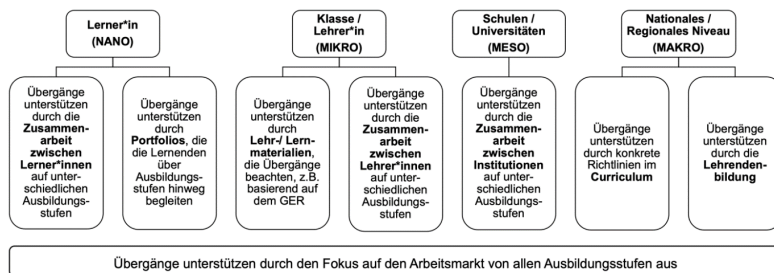 Lerner*in
(NANO)
Klasse /
Lehrer*in
(MIKRO)
Schulen /
Universitäten
(MESO)
Nationales /
Regionales Niveau
(MAKRO)
Übergänge
unterstützen
durch die
Zusammen-
arbeit
zwischen
Lerner*innen
auf unter-
schiedlichen
Ausbildungs-
stufen
Übergänge
unterstützen
durch
Portfolios, die
die Lernenden
über
Ausbildungs-
stufen hinweg
begleiten
Übergänge
unterstützen
durch
Lehr-/ Lern-
materialien,
die Übergänge
beachten, z.B.
basierend auf
dem GER
Übergänge
unterstützen
durch die
Zusammen-
arbeit
zwischen
Lehrer*innen
auf unter-
schiedlichen
Ausbildungs-
stufen
Übergänge
unterstützen
durch die
Zusammen-
arbeit
zwischen
Institutionen
auf unter-
schiedlichen
Ausbildungs-
stufen
Übergänge
unterstützen
durch konkrete
Richtlinien im
Curriculum
Übergänge
unterstützen
durch die
Lehrenden-
bildung
Übergänge unterstützen durch den Fokus auf den Arbeitsmarkt von allen Ausbildungsstufen aus